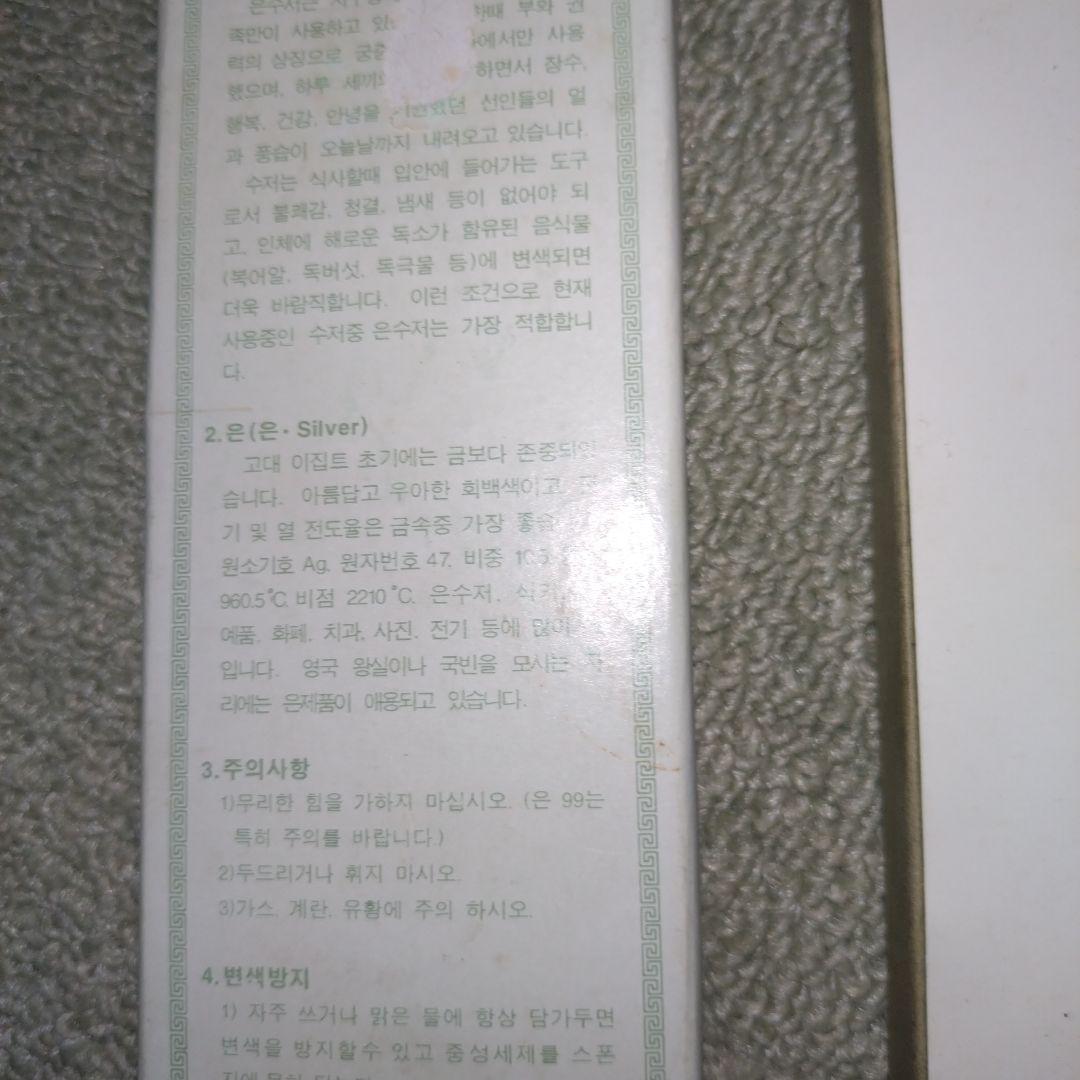 은수저는
족만이 사용하고 할때 부와 권
력의 상징으로 에서만 사용
했으며, 하루 하면서 장수,
행복, 건강, 안녕을 선인들의 얼
과 풍습이 오늘날까지 내려오고 있습니다.
수저는 식사할때 입안에 들어가는 도구
로서 불쾌감, 청결, 냄새 등이 없어야 되
고, 인체에 해로운 독소가 함유된 음식물
(복어알, 독버섯, 독극물 등)에 변색되면
더욱 바람직합니다. 이런 조건으로 현재
사용중인 수저중 은수저는 가장 적합합니
다.
2.은(은·Silver)
고대 이집트 초기에는 금보다
습니다. 아름답고 우아한 회백색이고,
기 및 열 전도율은 금속중 가장
원소기호 Ag, 원자번호 47, 비중
960.5℃, 비점 2210℃. 은수저,
예품, 화폐, 치과, 사진, 전기 등에 많이
입니다. 영국 왕실이나 국빈을 모시는
리에는 은제품이 애용되고 있습니다.
3.주의사항
1)무리한 힘을 가하지 마십시오. (은 99는
특히 주의를 바랍니다.)
2)두드리거나 휘지 마시오.
3)가스, 계란, 유황에 주의 하시오.
4.변색방지
1) 자주 쓰거나 맑은 물에 항상 담가두면
변색을 방지할수 있고 중성세제를 스폰